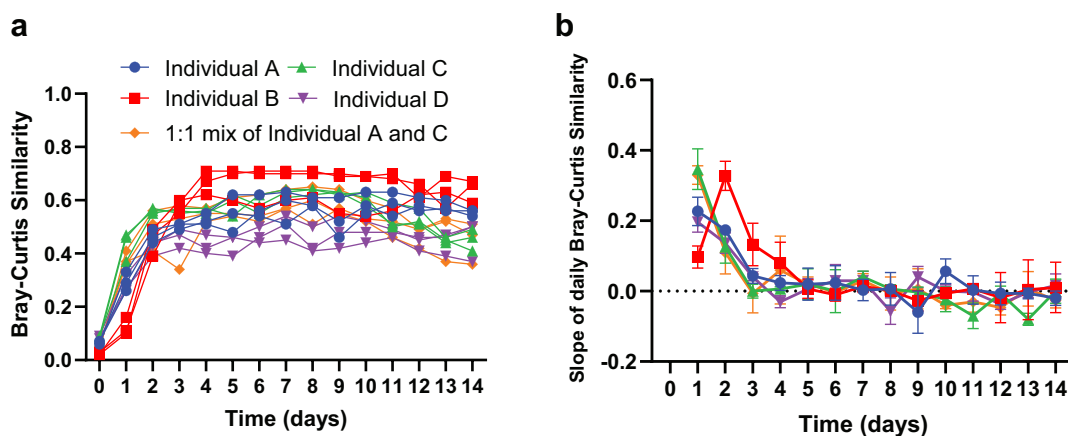 a
Individual A
Individual C
Individual B
Individual D
1:1 mix of Individual A and C
Bray-Curtis Similarity
1.0
0.8
0.6
0.4
0.2
0.0
0 1 2 3 4 5 6 7 8 9 10 11 12 13 14
Time (days)
b
Slope of daily Bray-Curtis Similarity
0.6
0.4
0.2
0.0
-0.2
0 1 2 3 4 5 6 7 8 9 10 11 12 13 14
Time (days)